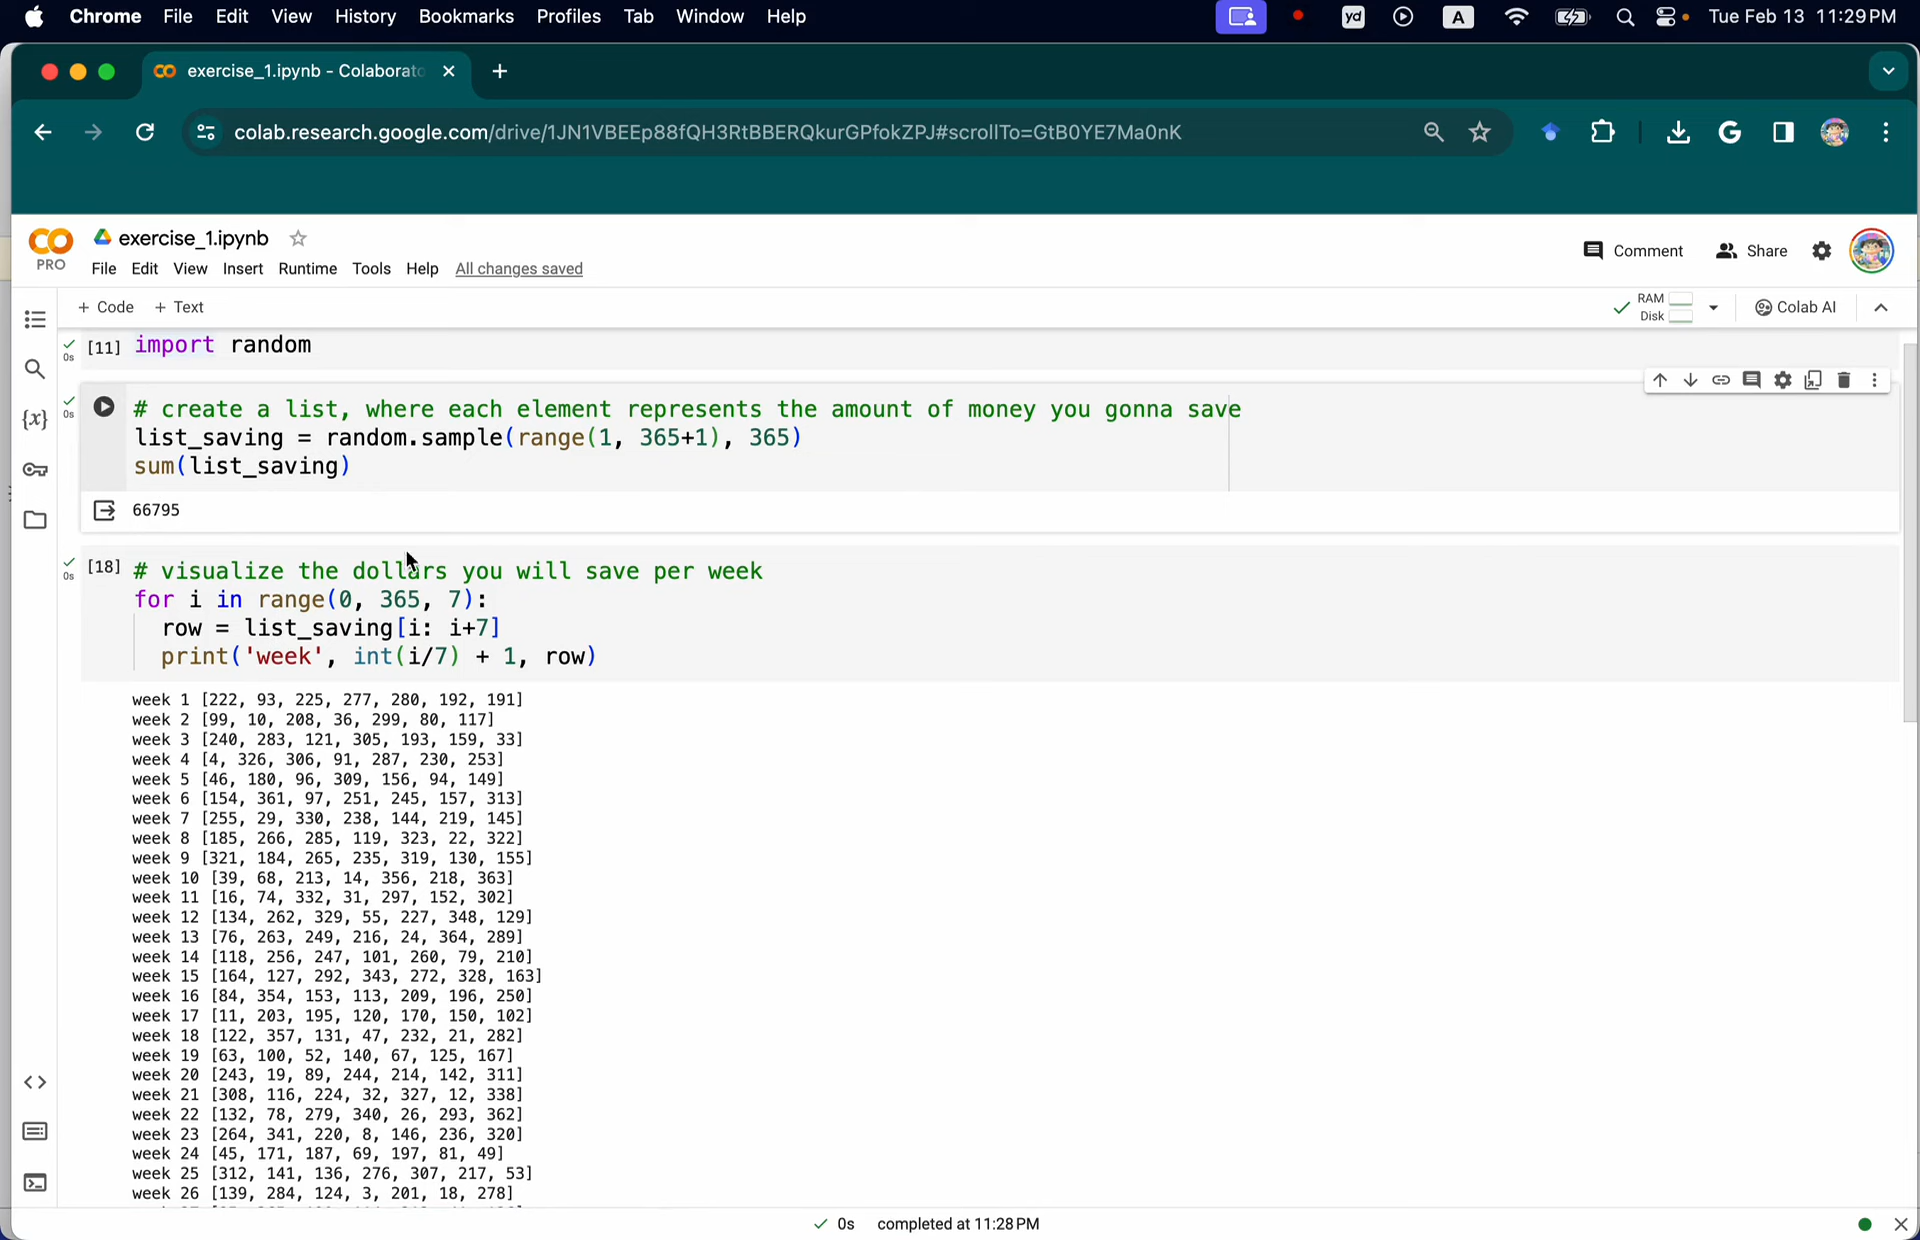 Chrome File Edit View History Bookmarks Profiles Tab Window Help yd A Tue Feb 13 11:29 PM
exercise_1.ipynb - Colaborato
colab.research.google.com/drive/1JN1VBEEp88fQH3RtBBERQkurGPfokZPJ#scrollTo=GtB0YE7Ma0nK
PRO
exercise_1.ipynb
File Edit View Insert Runtime Tools Help All changes saved
Comment Share
+ Code + Text
RAM
Disk
Colab AI
0s [11] import random
0s # create a list, where each element represents the amount of money you gonna save
list_saving = random.sample(range(1, 365+1), 365)
sum(list_saving)
66795
0s [18] # visualize the dollars you will save per week
for i in range(0, 365, 7):
row = list_saving[i: i+7]
print('week', int(i/7) + 1, row)
week 1 [222, 93, 225, 277, 280, 192, 191]
week 2 [99, 10, 208, 36, 299, 80, 117]
week 3 [240, 283, 121, 305, 193, 159, 33]
week 4 [4, 326, 306, 91, 287, 230, 253]
week 5 [46, 180, 96, 309, 156, 94, 149]
week 6 [154, 361, 97, 251, 245, 157, 313]
week 7 [255, 29, 330, 238, 144, 219, 145]
week 8 [185, 266, 285, 119, 323, 22, 322]
week 9 [321, 184, 265, 235, 319, 130, 155]
week 10 [39, 68, 213, 14, 356, 218, 363]
week 11 [16, 74, 332, 31, 297, 152, 302]
week 12 [134, 262, 329, 55, 227, 348, 129]
week 13 [76, 263, 249, 216, 24, 364, 289]
week 14 [118, 256, 247, 101, 260, 79, 210]
week 15 [164, 127, 292, 343, 272, 328, 163]
week 16 [84, 354, 153, 113, 209, 196, 250]
week 17 [11, 203, 195, 120, 170, 150, 102]
week 18 [122, 357, 131, 47, 232, 21, 282]
week 19 [63, 100, 52, 140, 67, 125, 167]
week 20 [243, 19, 89, 244, 214, 142, 311]
week 21 [308, 116, 224, 32, 327, 12, 338]
week 22 [132, 78, 279, 340, 26, 293, 362]
week 23 [264, 341, 220, 8, 146, 236, 320]
week 24 [45, 171, 187, 69, 197, 81, 49]
week 25 [312, 141, 136, 276, 307, 217, 53]
week 26 [139, 284, 124, 3, 201, 18, 278]
0s completed at 11:28 PM